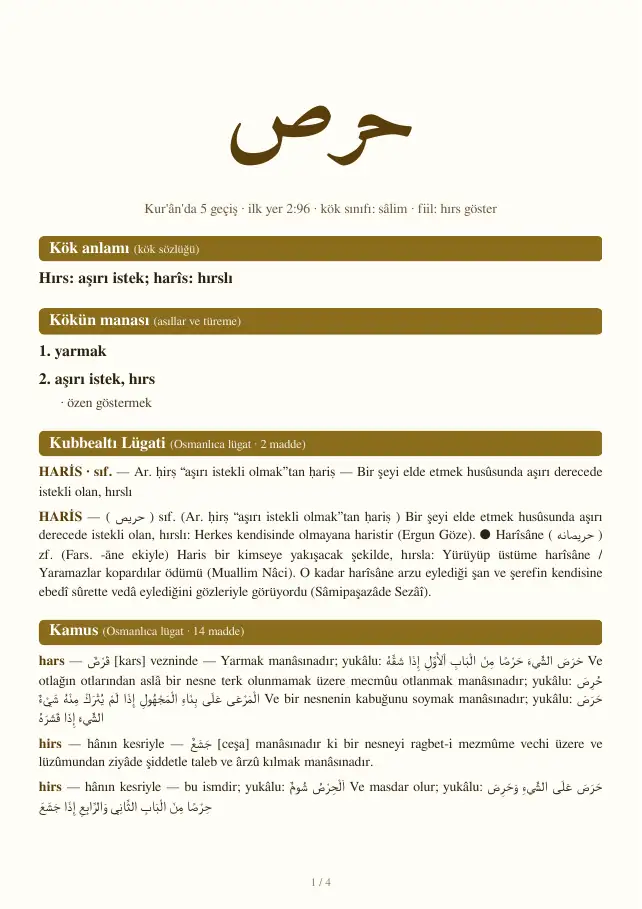 حرص
Kur'ân'da 5 geçiş · ilk yer 2:96 · kök sınıfı: sâlim · fiil: hırs göster
Kök anlamı (kök sözlüğü)
Hırs: aşırı istek; harîs: hırslı
Kökün manası (asıllar ve türeme)
1. yarmak
2. aşırı istek, hırs
· özen göstermek
Kubbealtı Lügati (Osmanlıca lügat · 2 madde)
HARİS · sıf. — Ar. ḥirṣ “aşırı istekli olmak”tan ḥariṣ — Bir şeyi elde etmek husûsunda aşırı derecede
istekli olan, hırslı
HARİS — ( حريص ) sıf. (Ar. ḥirṣ “aşırı istekli olmak”tan ḥariṣ ) Bir şeyi elde etmek husûsunda aşırı
derecede istekli olan, hırslı: Herkes kendisinde olmayana haristir (Ergun Göze). ● Harîsâne ( حريصانه )
zf. (Fars. -āne ekiyle) Haris bir kimseye yakışacak şekilde, hırsla: Yürüyüp üstüme harîsâne /
Yaramazlar kopardılar ödümü (Muallim Nâci). O kadar harîsâne arzu eylediği şan ve şerefin kendisine
ebedî sûrette vedâ eylediğini gözleriyle görüyordu (Sâmipaşazâde Sezâî).
Kamus (Osmanlıca lügat · 14 madde)
hars — قَرْصٌ [kars] vezninde — Yarmak manâsınadır; yukâlu: حَرَصَ الشَّيْءَ حَرْصًا مِنَ الْبَابِ اْلأَوَّلِ إِذَا شَقَّهُ Ve
otlağın otlarından aslâ bir nesne terk olunmamak üzere mecmûu otlanmak manâsınadır; yukâlu: حُرِصَ
الْمَرْعَى عَلَى بِنَاءِ الْمَجْهُولِ إِذَا لَمْ يُتْرَكْ مِنْهُ شَيْءٌ Ve bir nesnenin kabuğunu soymak manâsınadır; yukâlu: حَرَصَ
الشَّيْءَ إِذَا قَشَرَهُ
hirs — hânın kesriyle — جَشَعٌ [ceşa] manâsınadır ki bir nesneyi ragbet-i mezmûme vechi üzere ve
lüzûmundan ziyâde şiddetle taleb ve ârzû kılmak manâsınadır.
hirs — hânın kesriyle — bu ismdir; yukâlu: اَلْحِرْصُ شُومٌ Ve masdar olur; yukâlu: حَرَصَ عَلَى الشَّيْءِ وَحَرِصَ
حِرْصًا مِنَ الْبَابِ الثَّانِي وَالرَّابِعِ إِذَا جَشَعَ
1 / 4